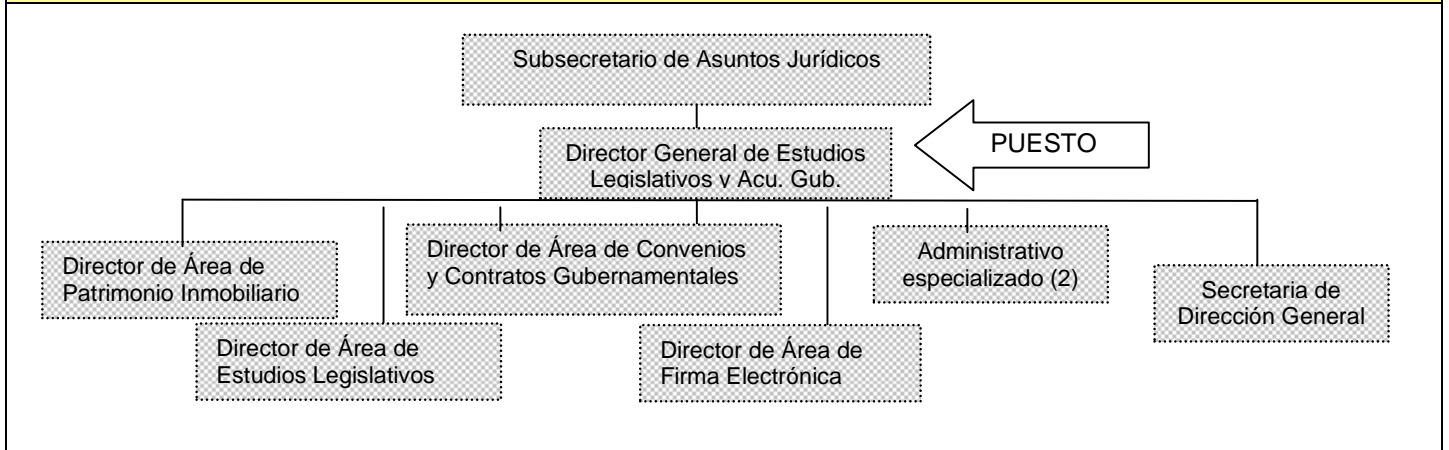 Subsecretario de Asuntos Jurídicos
Director General de Estudios
Legislativos y Acu. Gub.
PUESTO
Director de Área de
Patrimonio Inmobiliario
Director de Área de
Estudios Legislativos
Director de Área de Convenios
y Contratos Gubernamentales
Director de Área de
Firma Electrónica
Administrativo
especializado (2)
Secretaria de
Dirección General